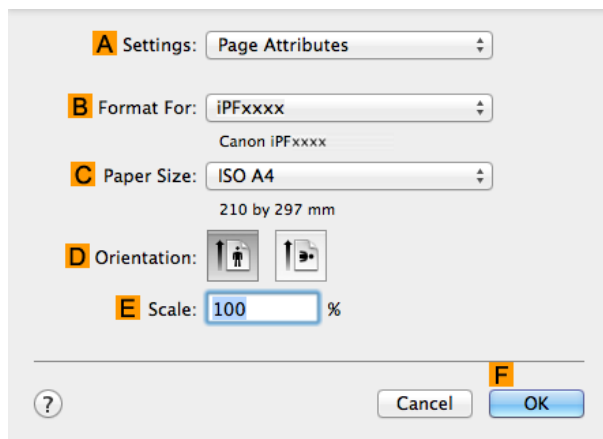 A Settings: Page Attributes
B Format For: iPFxxxx
Canon iPFxxxx
C Paper Size: ISO A4
210 by 297 mm
D Orientation:
E Scale: 100 %
F
? Cancel OK